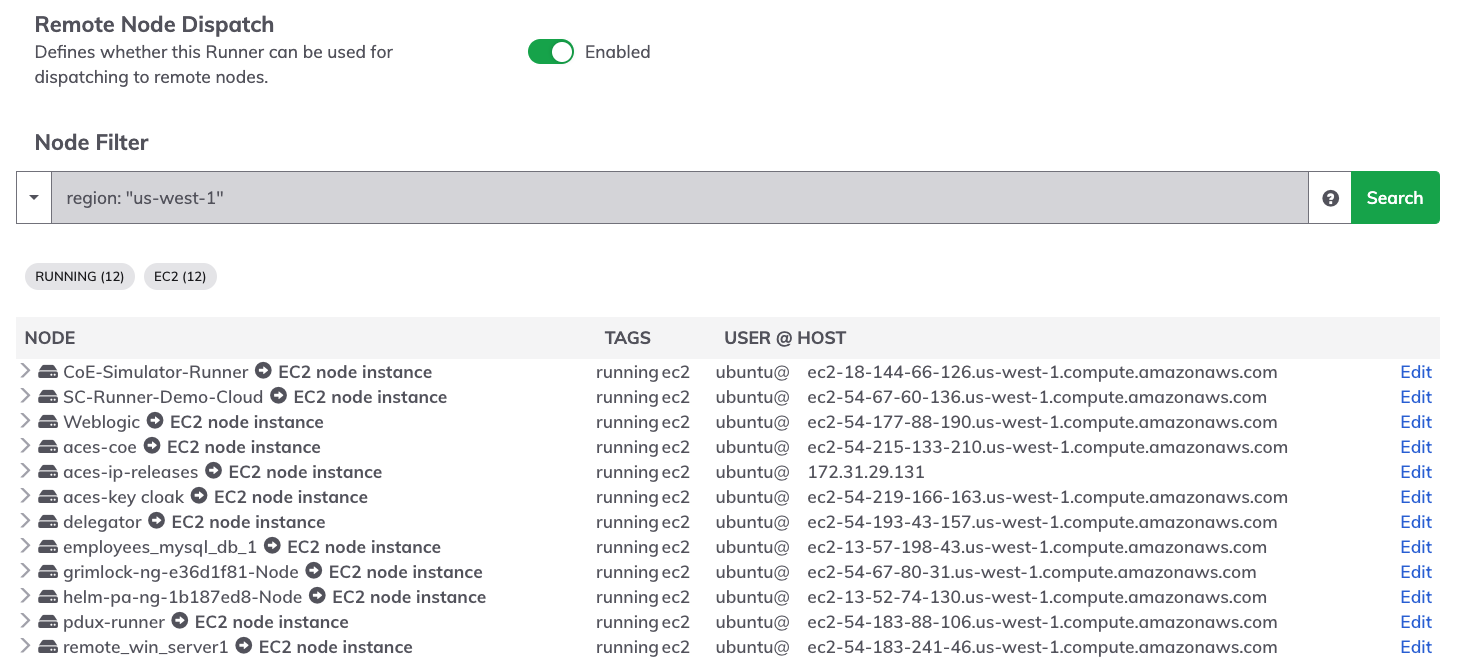 Remote Node Dispatch
Defines whether this Runner can be used for
dispatching to remote nodes.
Enabled
Node Filter
region: "us-west-1"
Search
RUNNING (12) EC2 (12)
NODE TAGS USER @ HOST
CoE-Simulator-Runner EC2 node instance running ec2 ubuntu@ ec2-18-144-66-126.us-west-1.compute.amazonaws.com Edit
SC-Runner-Demo-Cloud EC2 node instance running ec2 ubuntu@ ec2-54-67-60-136.us-west-1.compute.amazonaws.com Edit
Weblogic EC2 node instance running ec2 ubuntu@ ec2-54-177-88-190.us-west-1.compute.amazonaws.com Edit
aces-coe EC2 node instance running ec2 ubuntu@ ec2-54-215-133-210.us-west-1.compute.amazonaws.com Edit
aces-ip-releases EC2 node instance running ec2 ubuntu@ 172.31.29.131 Edit
aces-key cloak EC2 node instance running ec2 ubuntu@ ec2-54-219-166-163.us-west-1.compute.amazonaws.com Edit
delegator EC2 node instance running ec2 ubuntu@ ec2-54-193-43-157.us-west-1.compute.amazonaws.com Edit
employees_mysql_db_1 EC2 node instance running ec2 ubuntu@ ec2-13-57-198-43.us-west-1.compute.amazonaws.com Edit
grimlock-ng-e36d1f81-Node EC2 node instance running ec2 ubuntu@ ec2-54-67-80-31.us-west-1.compute.amazonaws.com Edit
helm-pa-ng-1b187ed8-Node EC2 node instance running ec2 ubuntu@ ec2-13-52-74-130.us-west-1.compute.amazonaws.com Edit
pdux-runner EC2 node instance running ec2 ubuntu@ ec2-54-183-88-106.us-west-1.compute.amazonaws.com Edit
remote_win_server1 EC2 node instance running ec2 ubuntu@ ec2-54-183-241-46.us-west-1.compute.amazonaws.com Edit